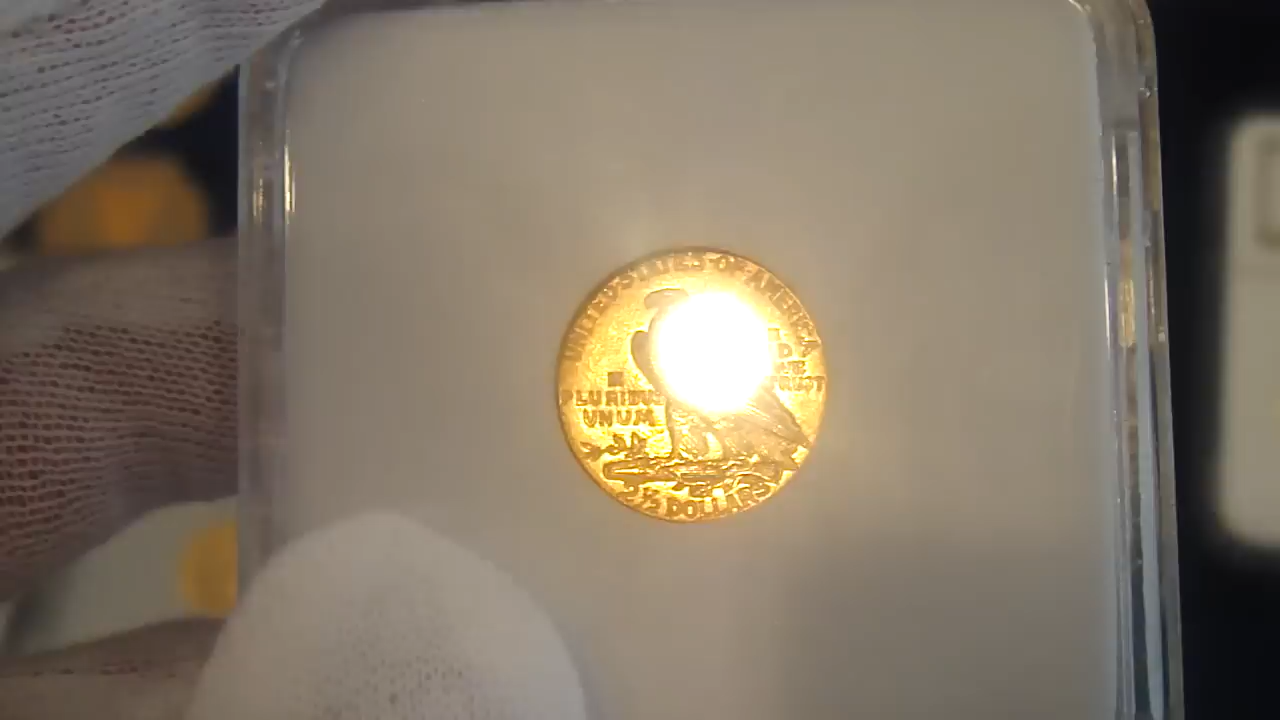 UNITED STATES OF AMERICA
E
PLURIBUS
UNUM
TRUST
2½ DOLLARS